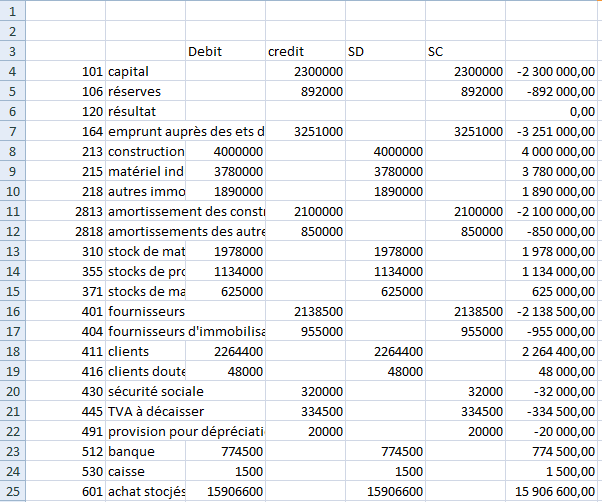 1
2
3 Debit credit SD SC
4 101 capital 2300000 2300000 -2 300 000,00
5 106 réserves 892000 892000 -892 000,00
6 120 résultat 0,00
7 164 emprunt auprès des ets d 3251000 3251000 -3 251 000,00
8 213 construction 4000000 4000000 4 000 000,00
9 215 matériel ind 3780000 3780000 3 780 000,00
10 218 autres immo 1890000 1890000 1 890 000,00
11 2813 amortissement des const 2100000 2100000 -2 100 000,00
12 2818 amortissements des autre 850000 850000 -850 000,00
13 310 stock de mat 1978000 1978000 1 978 000,00
14 355 stocks de pro 1134000 1134000 1 134 000,00
15 371 stocks de ma 625000 625000 625 000,00
16 401 fournisseurs 2138500 2138500 -2 138 500,00
17 404 fournisseurs d'immobilisa 955000 955000 -955 000,00
18 411 clients 2264400 2264400 2 264 400,00
19 416 clients doute 48000 48000 48 000,00
20 430 sécurité sociale 320000 32000 -32 000,00
21 445 TVA à décaisser 334500 334500 -334 500,00
22 491 provision pour dépréciati 20000 20000 -20 000,00
23 512 banque 774500 774500 774 500,00
24 530 caisse 1500 1500 1 500,00
25 601 achat stocjés 15906600 15906600 15 906 600,00